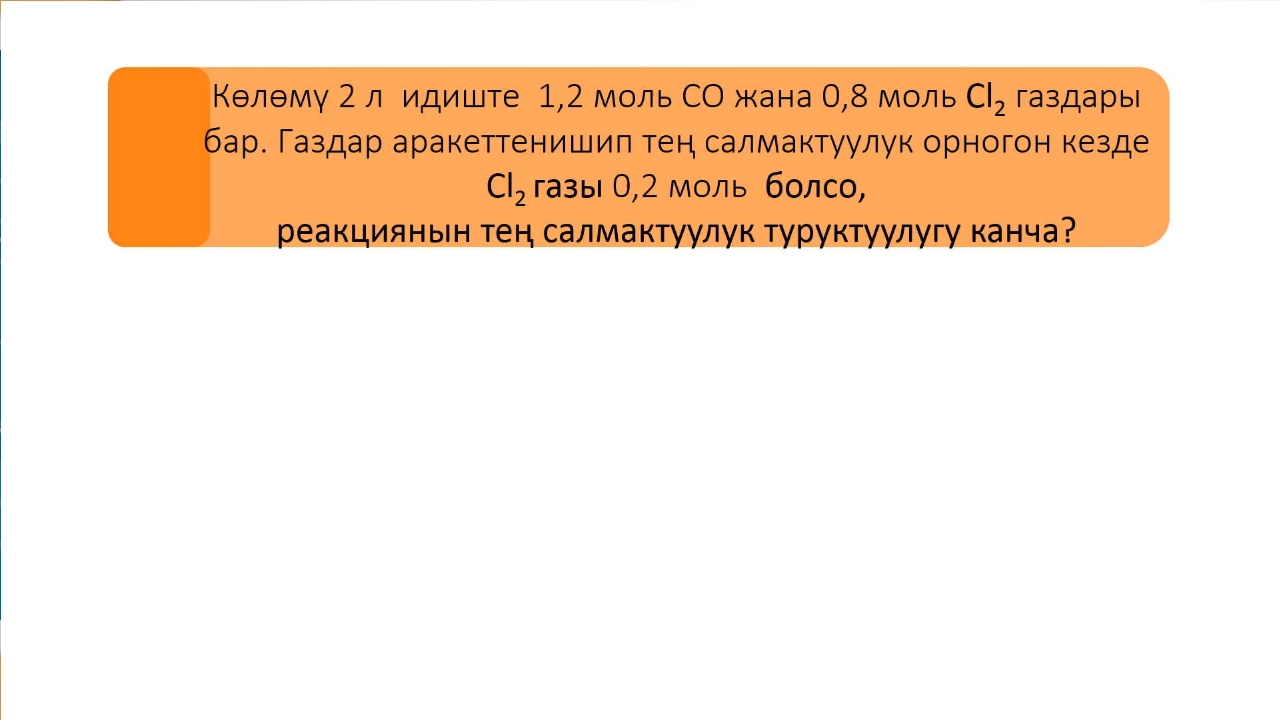 Көлөмү 2 л идиште 1,2 моль СО жана 0,8 моль Cl₂ газдары
бар. Газдар аракеттенишип тең салмактуулук орногон кезде
Cl₂ газы 0,2 моль болсо,
реакциянын тең салмактуулук туруктуулугу канча?